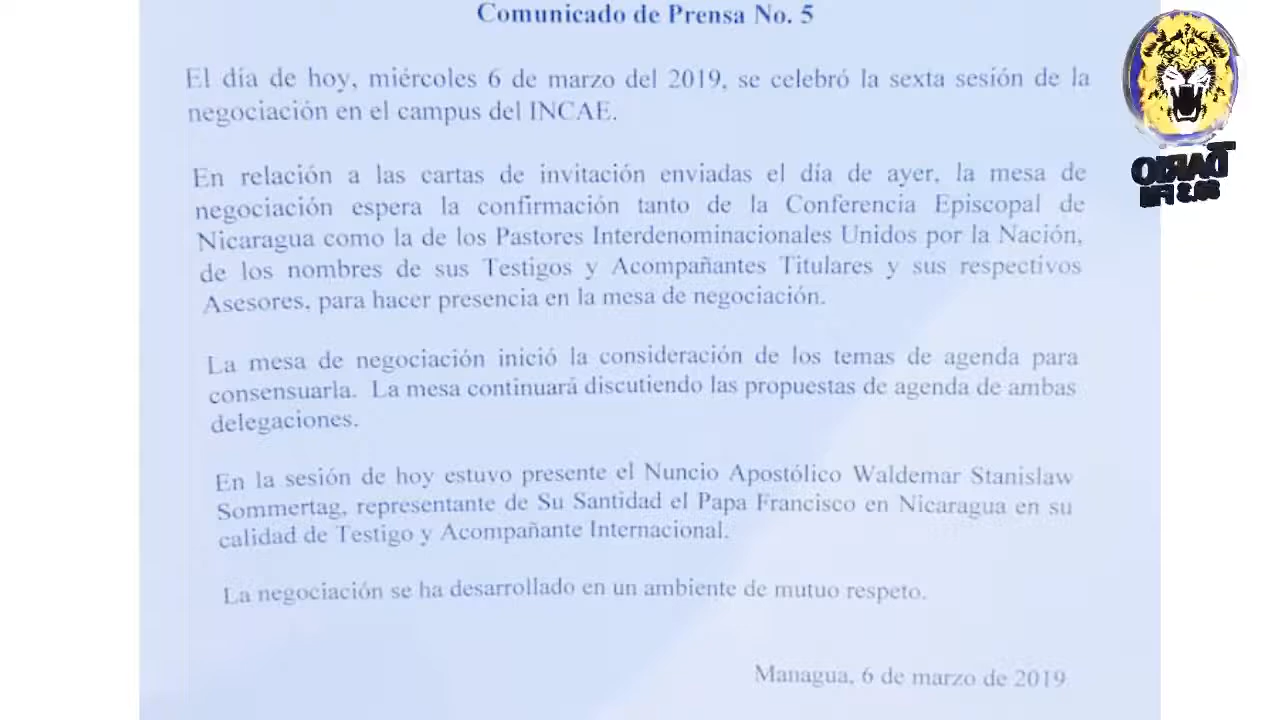 Comunicado de Prensa No. 5
El día de hoy, miércoles 6 de marzo del 2019, se celebró la sexta sesión de la
negociación en el campus del INCAE.
En relación a las cartas de invitación enviadas el día de ayer, la mesa de
negociación espera la confirmación tanto de la Conferencia Episcopal de
Nicaragua como la de los Pastores Interdenominacionales Unidos por la Nación,
de los nombres de sus Testigos y Acompañantes Titulares y sus respectivos
Asesores, para hacer presencia en la mesa de negociación.
La mesa de negociación inició la consideración de los temas de agenda para
consensuarla. La mesa continuará discutiendo las propuestas de agenda de ambas
delegaciones.
En la sesión de hoy estuvo presente el Nuncio Apostólico Waldemar Stanislaw
Sommertag, representante de Su Santidad el Papa Francisco en Nicaragua en su
calidad de Testigo y Acompañante Internacional.
La negociación se ha desarrollado en un ambiente de mutuo respeto.
Managua, 6 de marzo de 2019